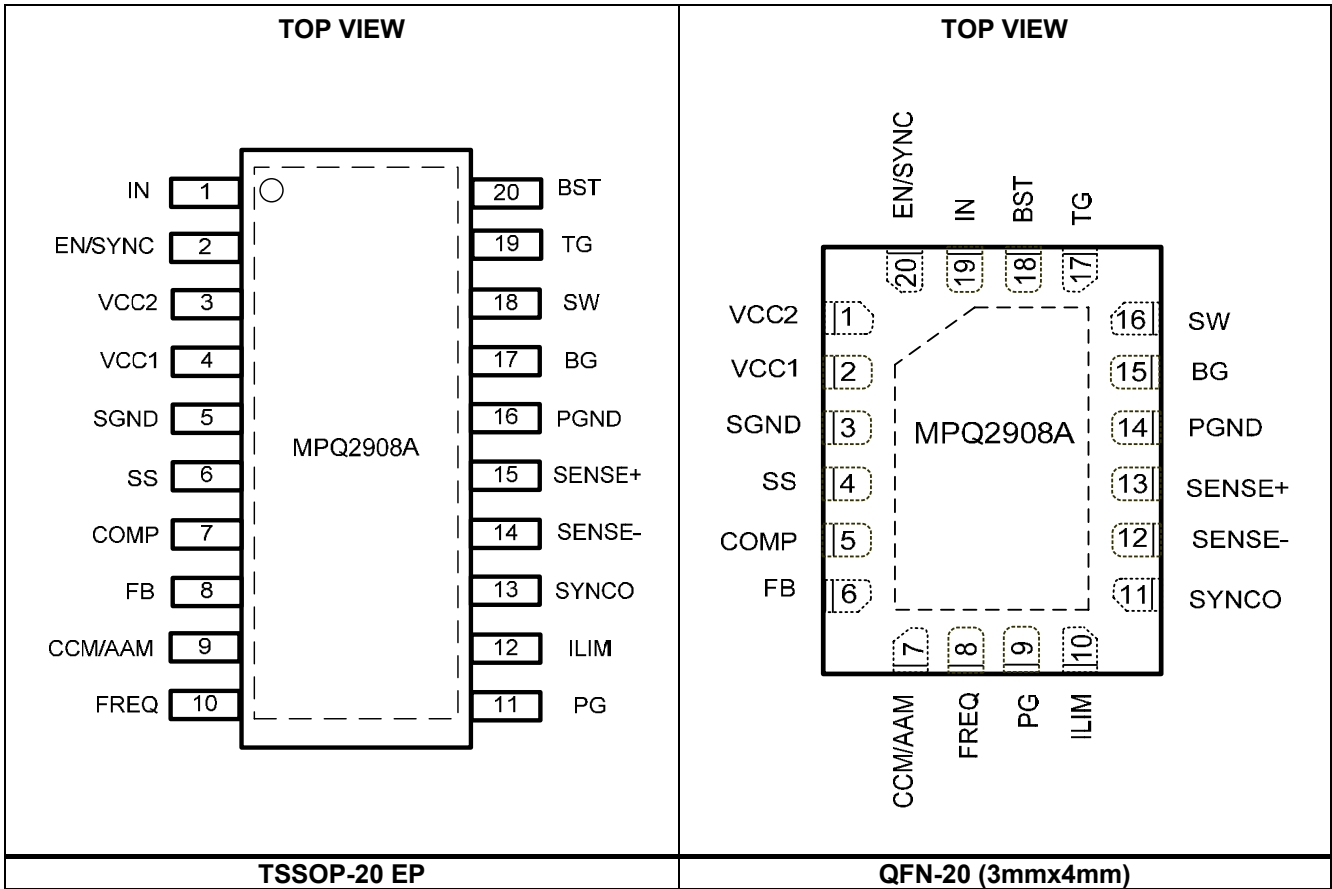 TOP VIEW
IN 1
EN/SYNC 2
VCC2 3
VCC1 4
SGND 5
SS 6
COMP 7
FB 8
CCM/AAM 9
FREQ 10
MPQ2908A
20 BST
19 TG
18 SW
17 BG
16 PGND
15 SENSE+
14 SENSE-
13 SYNCO
12 ILIM
11 PG
TSSOP-20 EP
TOP VIEW
EN/SYNC
IN
BST
TG
20
19
18
17
VCC2 1
VCC1 2
SGND 3
SS 4
COMP 5
FB 6
MPQ2908A
16 SW
15 BG
14 PGND
13 SENSE+
12 SENSE-
11 SYNCO
7
8
9
10
CCM/AAM
FREQ
PG
ILIM
QFN-20 (3mmx4mm)